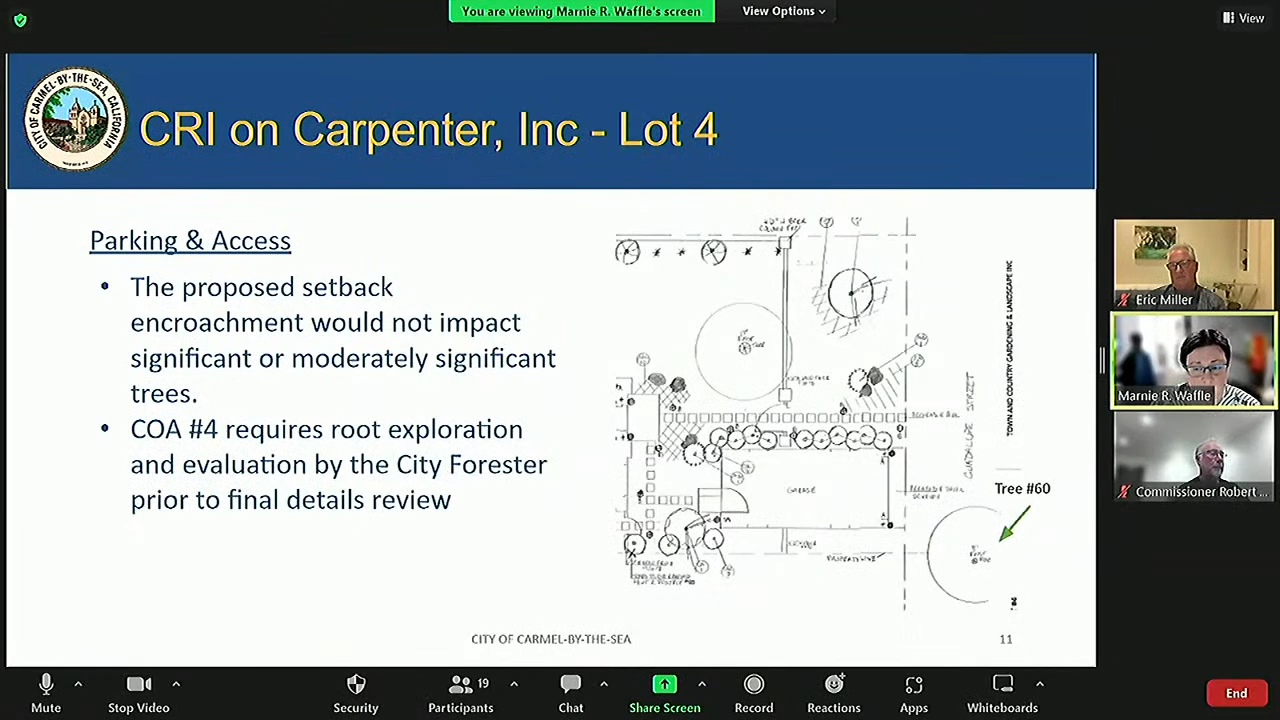 You are viewing Marnie R. Waffle's screen
View Options
View
CITY OF CARMEL-BY-THE-SEA, CALIFORNIA
CRI on Carpenter, Inc - Lot 4
Parking & Access
• The proposed setback
encroachment would not impact
significant or moderately significant
trees.
• COA #4 requires root exploration
and evaluation by the City Forester
prior to final details review
GARAGE
PROPERTY LINE
GUADALUPE STREET
TOWN AND COUNTRY GARDENING & LANDSCAPE INC
Tree #60
CITY OF CARMEL-BY-THE-SEA
11
Eric Miller
Marnie R. Waffle
Commissioner Robert ...
Mute
Stop Video
Security
19
Participants
Chat
Share Screen
Record
Reactions
Apps
Whiteboards
End